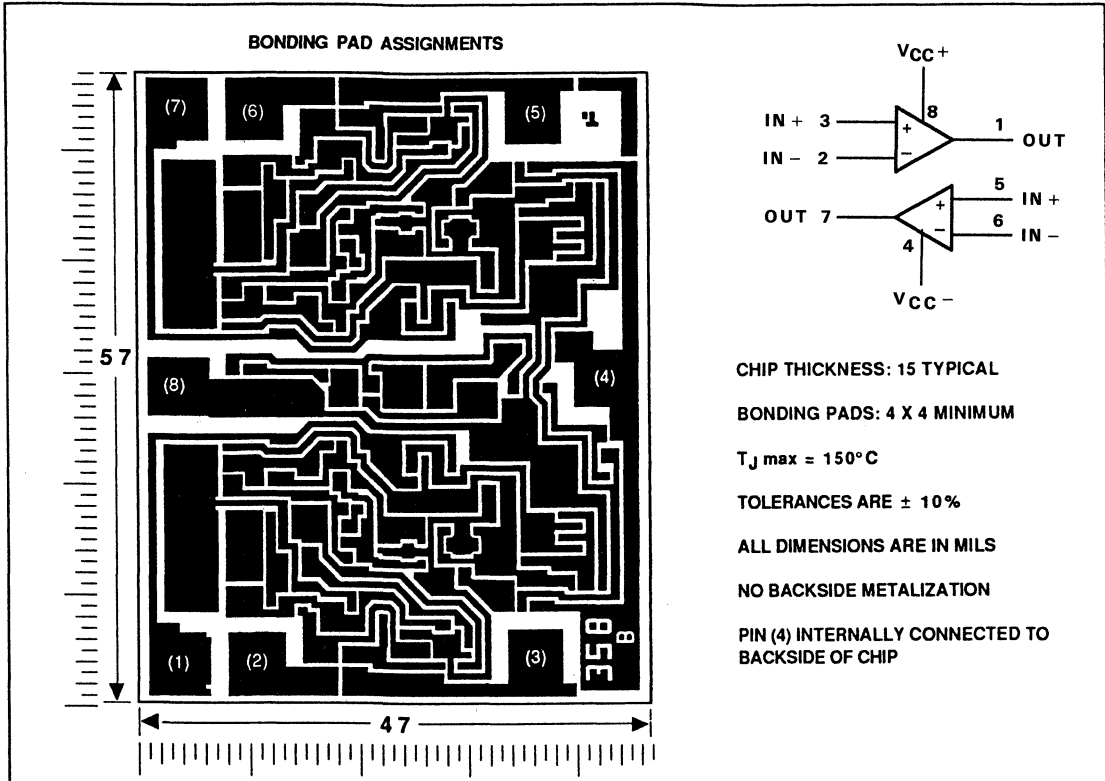 BONDING PAD ASSIGNMENTS
(7)
(6)
(5)
(8)
(4)
(1)
(2)
(3)
358
B
57
47
VCC+
8
IN + 3
+
1
OUT
IN − 2
−
5
IN +
+
OUT 7
6
−
IN −
4
VCC−
CHIP THICKNESS: 15 TYPICAL
BONDING PADS: 4 X 4 MINIMUM
TJ max = 150°C
TOLERANCES ARE ± 10%
ALL DIMENSIONS ARE IN MILS
NO BACKSIDE METALIZATION
PIN (4) INTERNALLY CONNECTED TO
BACKSIDE OF CHIP